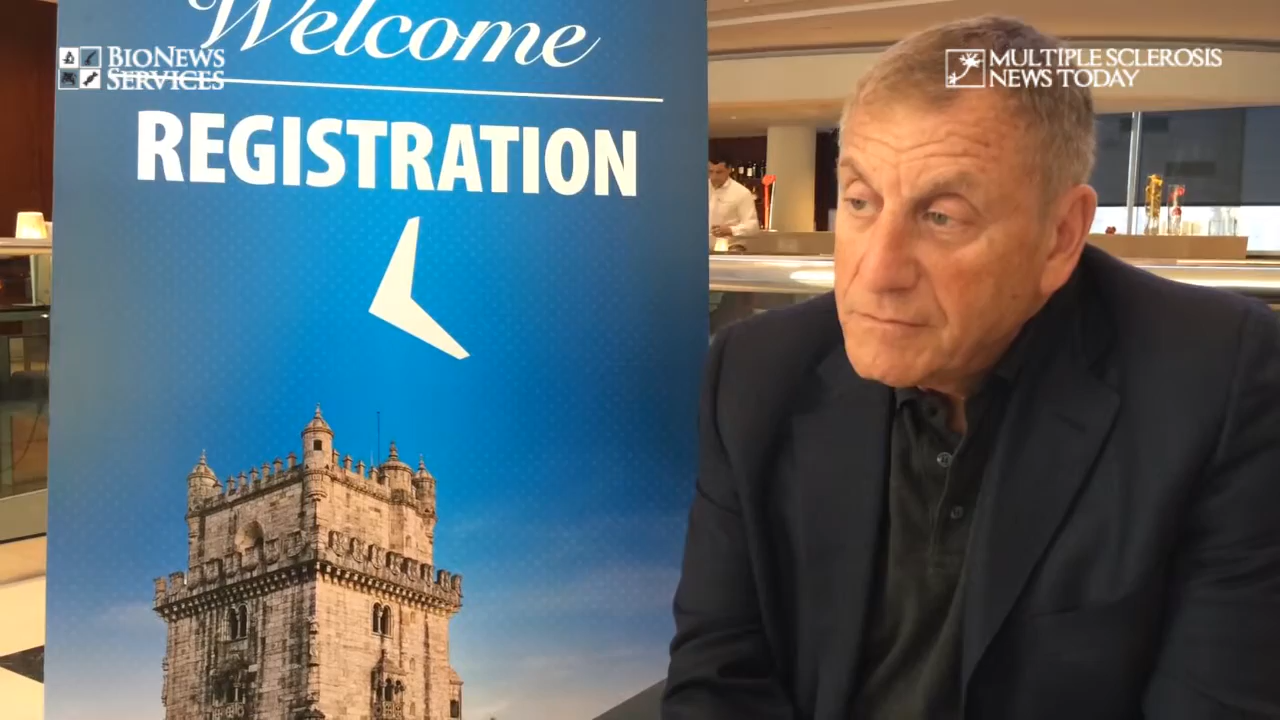 Welcome
REGISTRATION
BIONEWS
SERVICES
MULTIPLE SCLEROSIS
NEWS TODAY